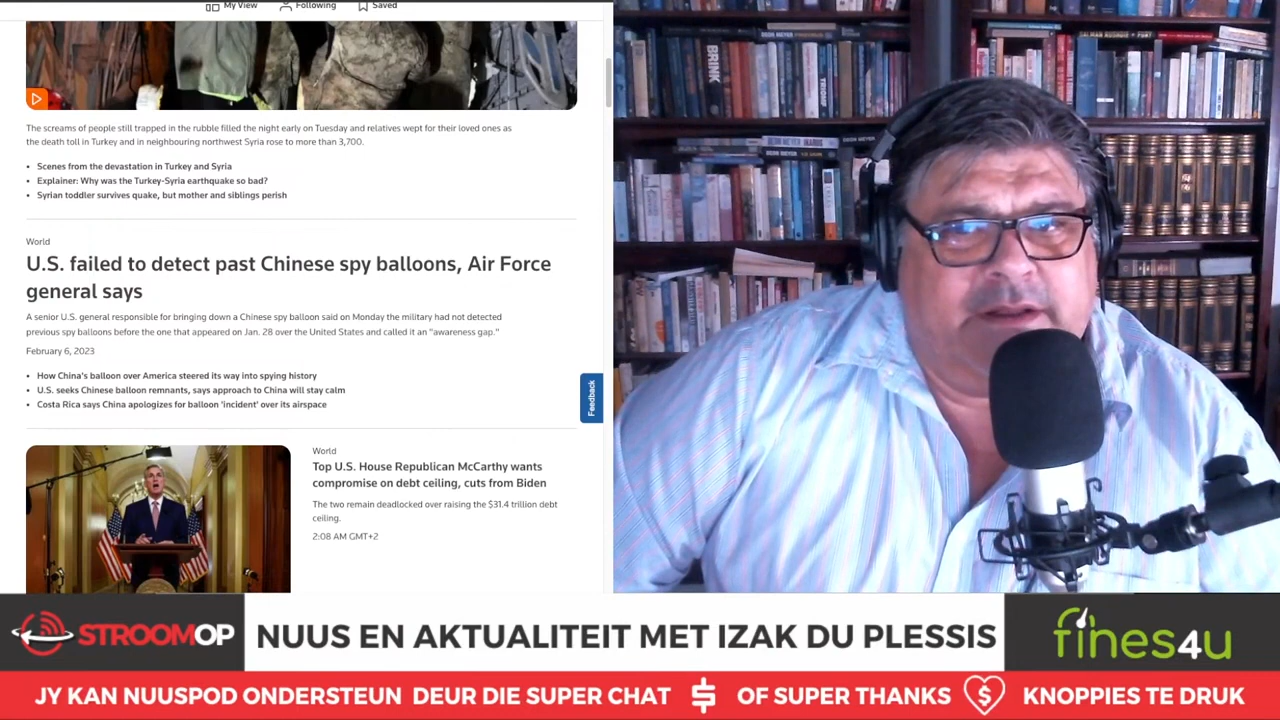 My View
Following
Saved
The screams of people still trapped in the rubble filled the night early on Tuesday and relatives wept for their loved ones as
the death toll in Turkey and in neighbouring northwest Syria rose to more than 3,700.
• Scenes from the devastation in Turkey and Syria
• Explainer: Why was the Turkey-Syria earthquake so bad?
• Syrian toddler survives quake, but mother and siblings perish
World
U.S. failed to detect past Chinese spy balloons, Air Force
general says
A senior U.S. general responsible for bringing down a Chinese spy balloon said on Monday the military had not detected
previous spy balloons before the one that appeared on Jan. 28 over the United States and called it an "awareness gap."
February 6, 2023
• How China's balloon over America steered its way into spying history
• U.S. seeks Chinese balloon remnants, says approach to China will stay calm
• Costa Rica says China apologizes for balloon 'incident' over its airspace
Feedback
World
Top U.S. House Republican McCarthy wants
compromise on debt ceiling, cuts from Biden
The two remain deadlocked over raising the $31.4 trillion debt
ceiling.
2:08 AM GMT+2
BRINK
DEON MEYER
TRIOMF
DEON MEYER IKARUS
DEON MEYER
STROOMOP
NUUS EN AKTUALITEIT MET IZAK DU PLESSIS
fines4u
JY KAN NUUSPOD ONDERSTEUN DEUR DIE SUPER CHAT $ OF SUPER THANKS $ KNOPPIES TE DRUK